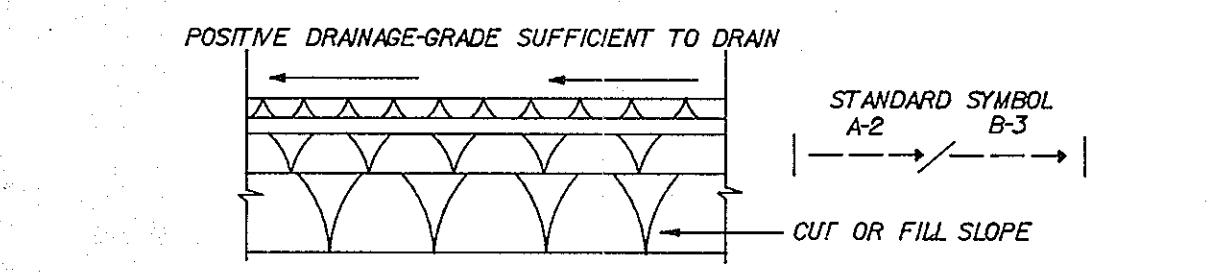 POSITIVE DRAINAGE-GRADE SUFFICIENT TO DRAIN
STANDARD SYMBOL
A-2 B-3
CUT OR FILL SLOPE